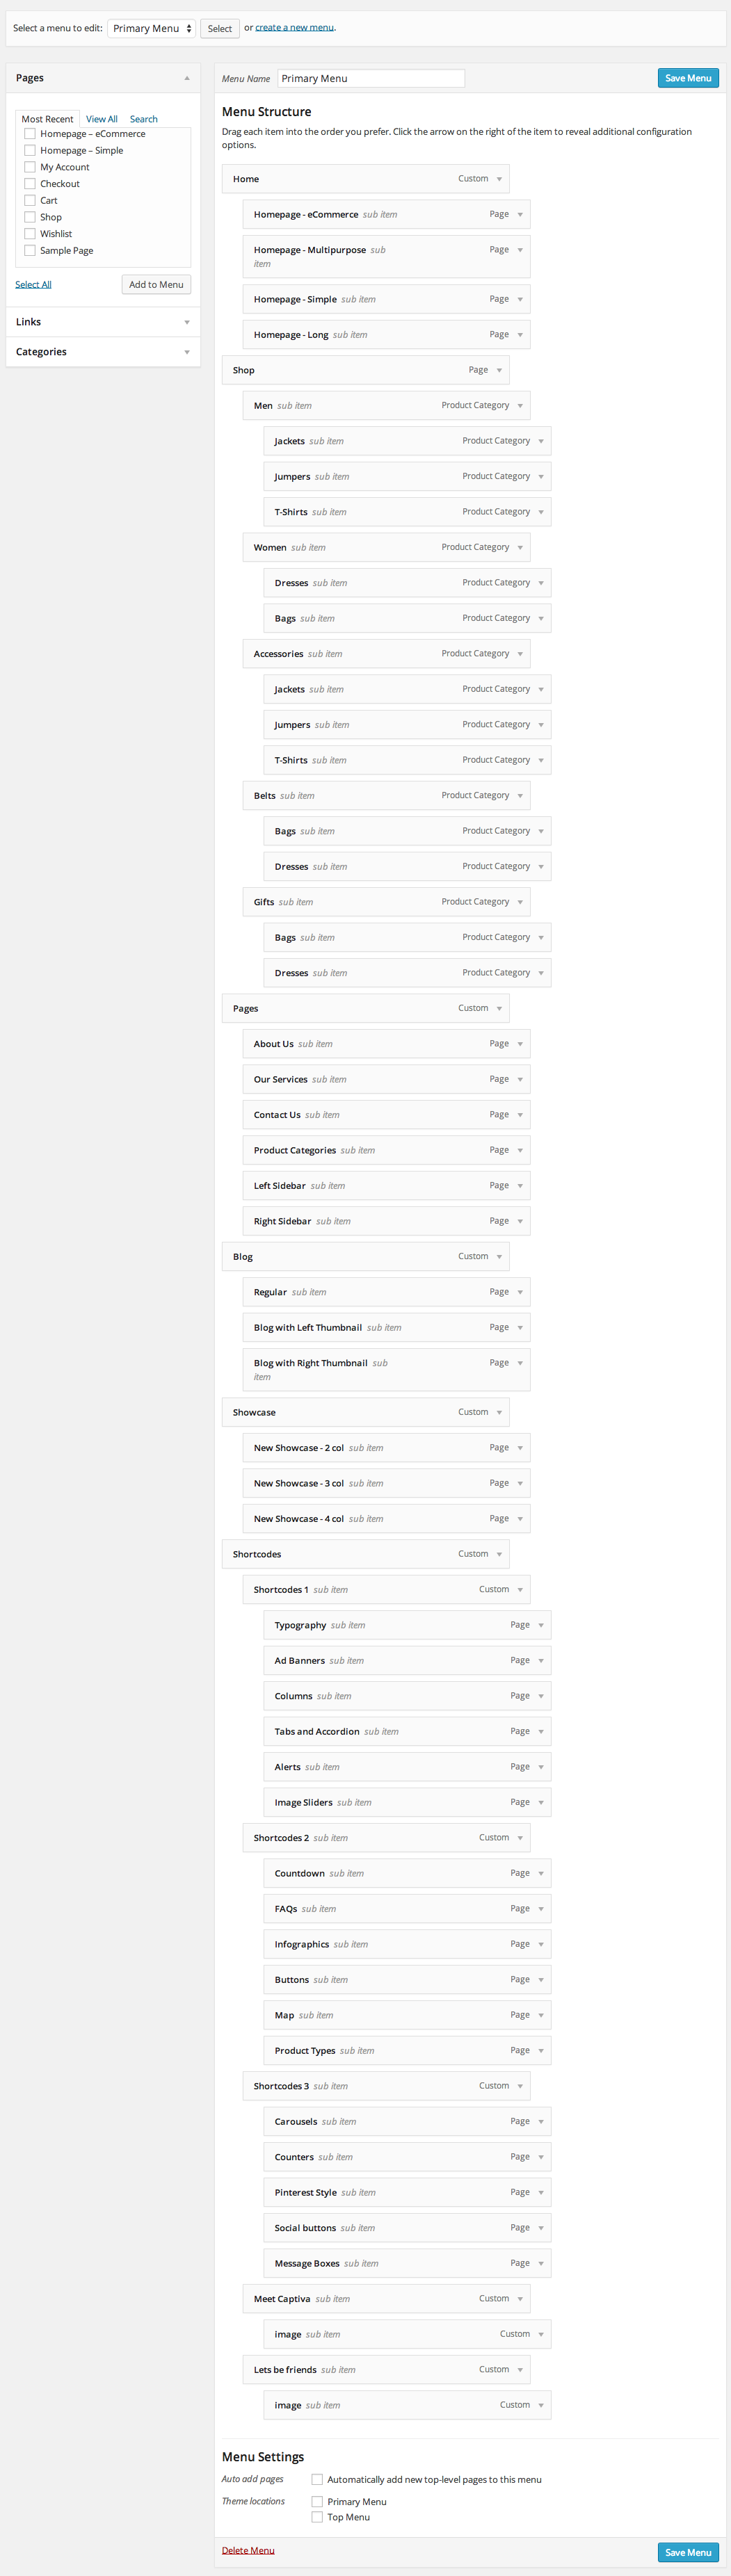 Select a menu to edit: Primary Menu Select or create a new menu.
Pages
Most Recent View All Search
Homepage – eCommerce
Homepage – Simple
My Account
Checkout
Cart
Shop
Wishlist
Sample Page
Select All Add to Menu
Links
Categories
Menu Name Primary Menu Save Menu
Menu Structure
Drag each item into the order you prefer. Click the arrow on the right of the item to reveal additional configuration
options.
Home Custom
Homepage - eCommerce sub item Page
Homepage - Multipurpose sub Page
item
Homepage - Simple sub item Page
Homepage - Long sub item Page
Shop Page
Men sub item Product Category
Jackets sub item Product Category
Jumpers sub item Product Category
T-Shirts sub item Product Category
Women sub item Product Category
Dresses sub item Product Category
Bags sub item Product Category
Accessories sub item Product Category
Jackets sub item Product Category
Jumpers sub item Product Category
T-Shirts sub item Product Category
Belts sub item Product Category
Bags sub item Product Category
Dresses sub item Product Category
Gifts sub item Product Category
Bags sub item Product Category
Dresses sub item Product Category
Pages Custom
About Us sub item Page
Our Services sub item Page
Contact Us sub item Page
Product Categories sub item Page
Left Sidebar sub item Page
Right Sidebar sub item Page
Blog Custom
Regular sub item Page
Blog with Left Thumbnail sub item Page
Blog with Right Thumbnail sub Page
item
Showcase Custom
New Showcase - 2 col sub item Page
New Showcase - 3 col sub item Page
New Showcase - 4 col sub item Page
Shortcodes Custom
Shortcodes 1 sub item Custom
Typography sub item Page
Ad Banners sub item Page
Columns sub item Page
Tabs and Accordion sub item Page
Alerts sub item Page
Image Sliders sub item Page
Shortcodes 2 sub item Custom
Countdown sub item Page
FAQs sub item Page
Infographics sub item Page
Buttons sub item Page
Map sub item Page
Product Types sub item Page
Shortcodes 3 sub item Custom
Carousels sub item Page
Counters sub item Page
Pinterest Style sub item Page
Social buttons sub item Page
Message Boxes sub item Page
Meet Captiva sub item Custom
image sub item Custom
Lets be friends sub item Custom
image sub item Custom
Menu Settings
Auto add pages Automatically add new top-level pages to this menu
Theme locations Primary Menu
Top Menu
Delete Menu Save Menu